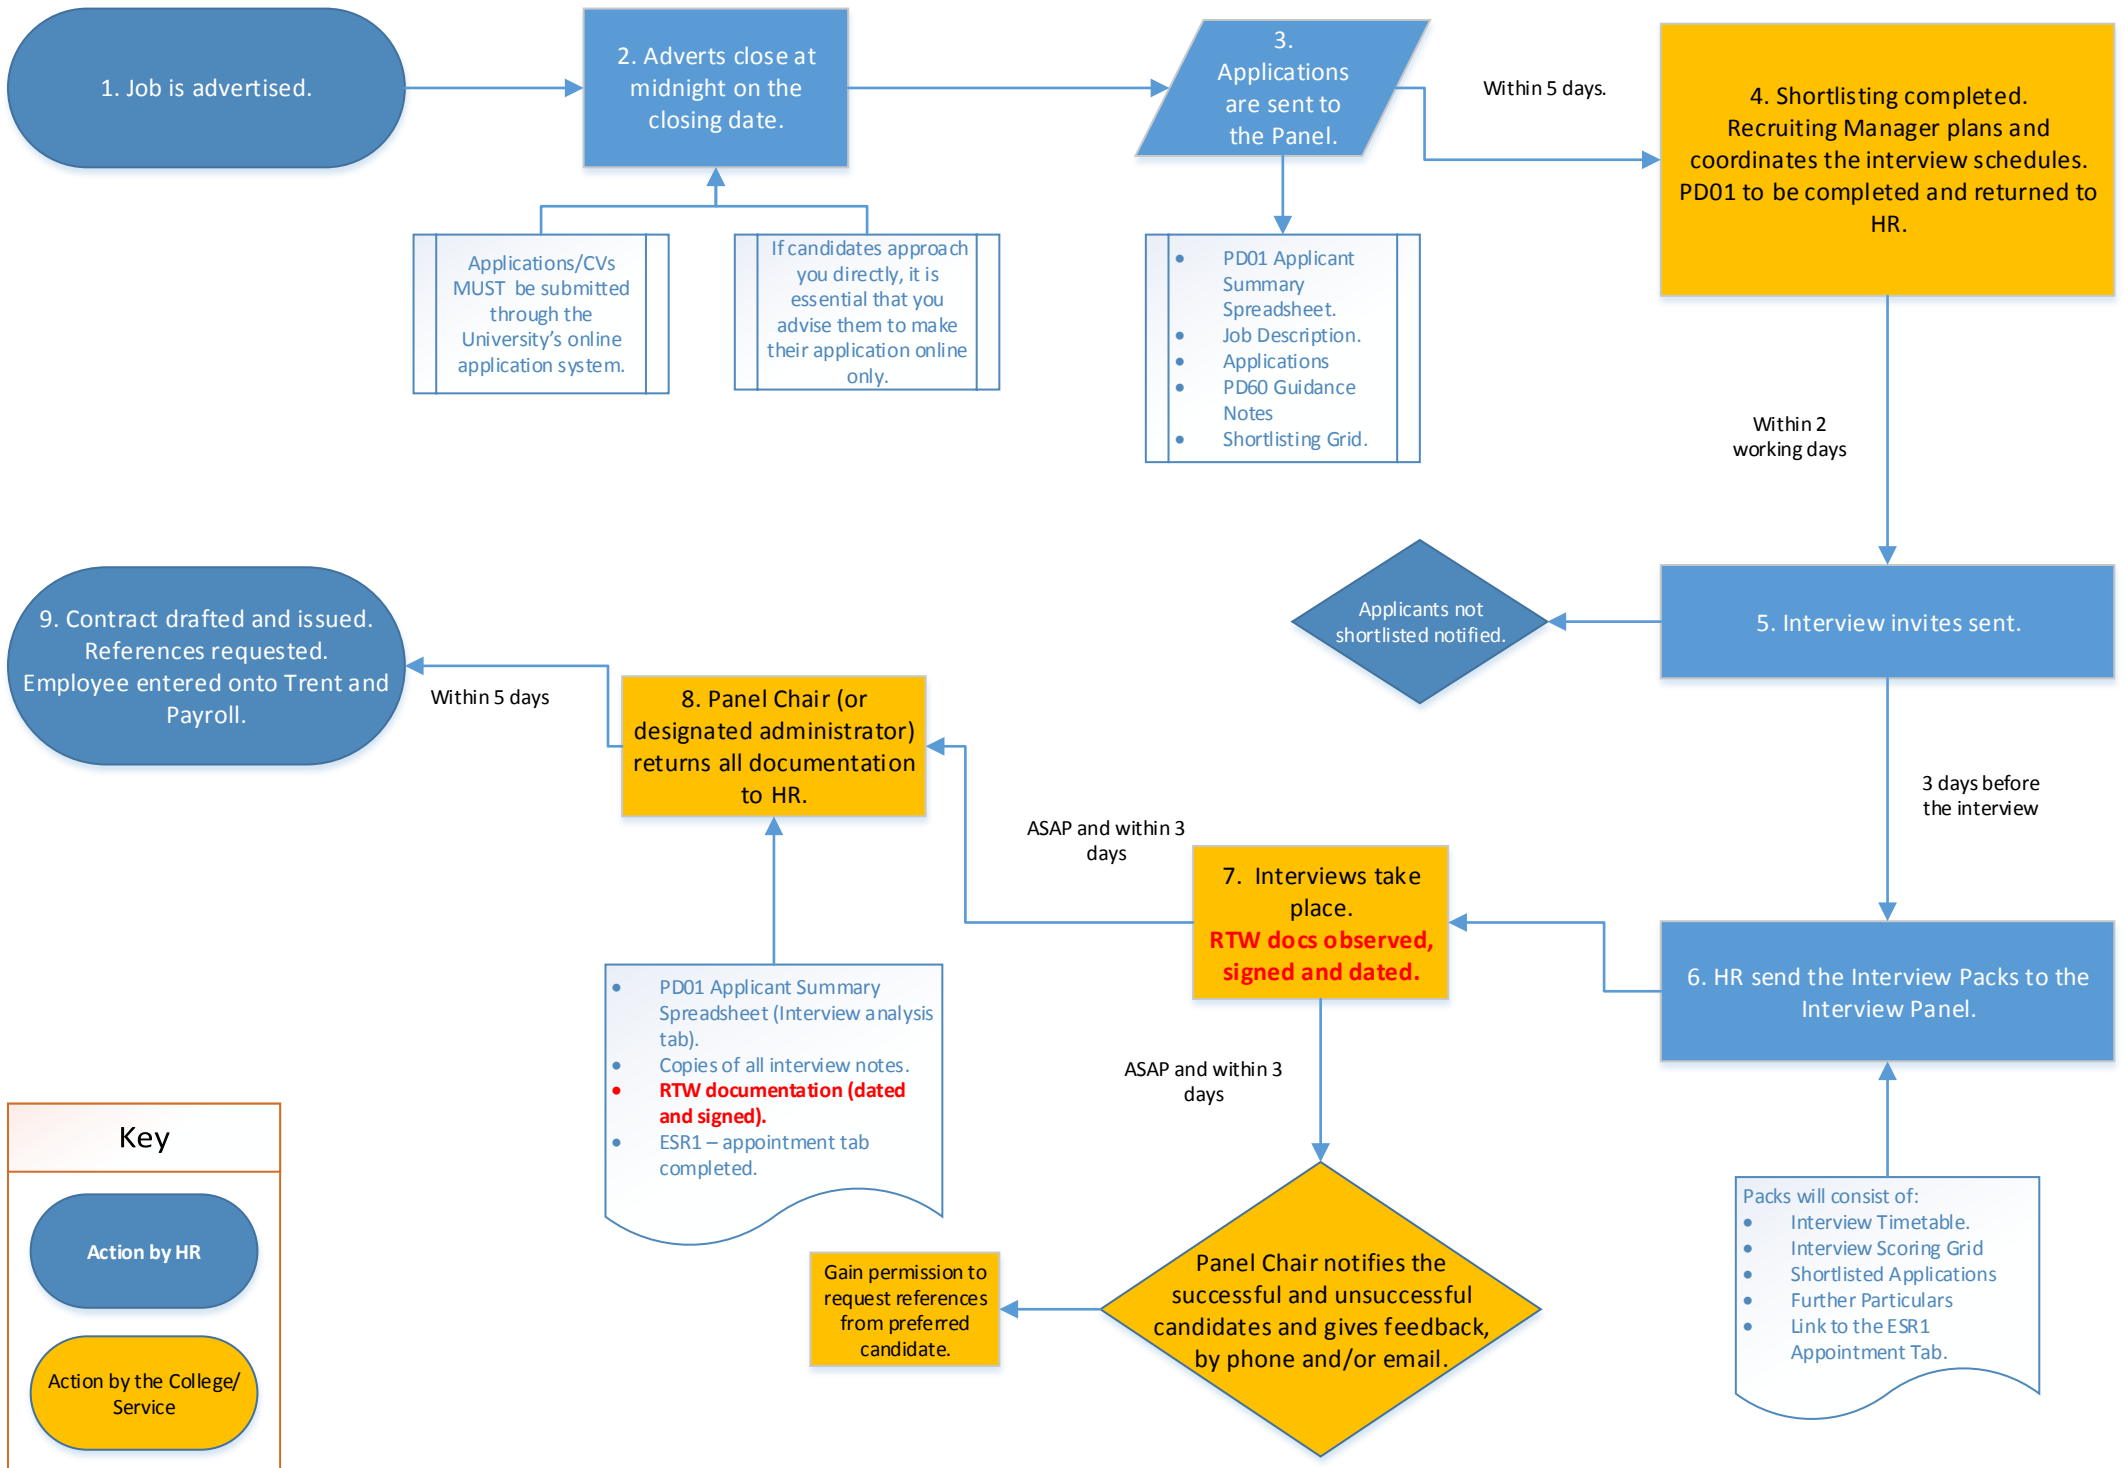 1. Job is advertised.
2. Adverts close at
midnight on the
closing date.
3.
Applications
are sent to
the Panel.
Within 5 days.
4. Shortlisting completed.
Recruiting Manager plans and
coordinates the interview schedules.
PD01 to be completed and returned to
HR.
Applications/CVs
MUST be submitted
through the
University's online
application system.
If candidates approach
you directly, it is
essential that you
advise them to make
their application online
only.
• PD01 Applicant
Summary
Spreadsheet.
• Job Description.
• Applications
• PD60 Guidance
Notes
• Shortlisting Grid.
Within 2
working days
5. Interview invites sent.
Applicants not
shortlisted notified.
3 days before
the interview
6. HR send the Interview Packs to the
Interview Panel.
Packs will consist of:
• Interview Timetable.
• Interview Scoring Grid
• Shortlisted Applications
• Further Particulars
• Link to the ESR1
Appointment Tab.
7. Interviews take
place.
RTW docs observed,
signed and dated.
ASAP and within 3
days
Panel Chair notifies the
successful and unsuccessful
candidates and gives feedback,
by phone and/or email.
Gain permission to
request references
from preferred
candidate.
ASAP and within 3
days
8. Panel Chair (or
designated administrator)
returns all documentation
to HR.
• PD01 Applicant Summary
Spreadsheet (Interview analysis
tab).
• Copies of all interview notes.
• RTW documentation (dated
and signed).
• ESR1 – appointment tab
completed.
Within 5 days
9. Contract drafted and issued.
References requested.
Employee entered onto Trent and
Payroll.
Key
Action by HR
Action by the College/
Service